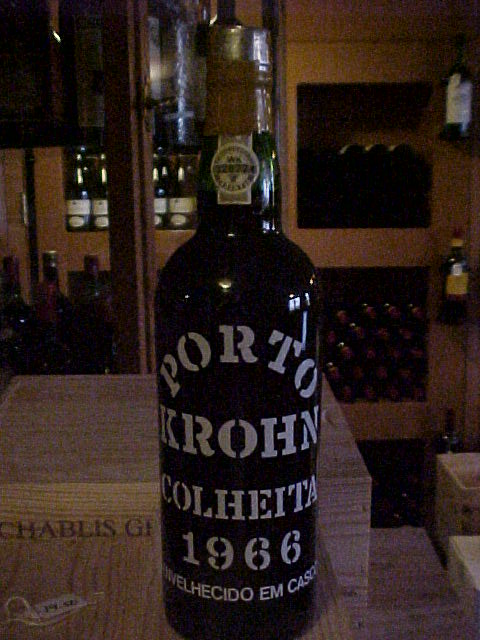 PORTO
KROHN
COLHEITA
1966
ENVELHECIDO EM CASCO
CHABLIS G